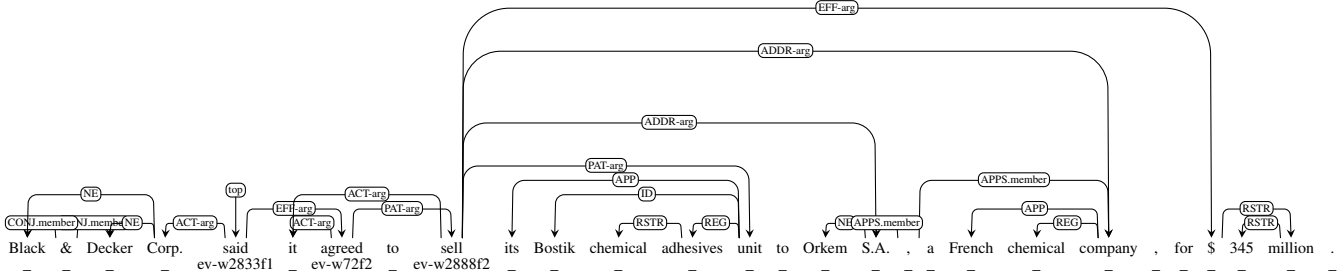 EFF-arg
ADDR-arg
ADDR-arg
PAT-arg
APP
ID
NE
top
ACT-arg
APPS.member
APP
EFF-arg
PAT-arg
RSTR
CONJ.member
NE
ACT-arg
ACT-arg
RSTR
REG
APPS.member
REG
RSTR
Black & Decker Corp. said it agreed to sell its Bostik chemical adhesives unit to Orkem S.A. , a French chemical company , for $ 345 million .
_ _ _ _ ev-w2833f1 _ ev-w72f2 _ ev-w2888f2 _ _ _ _ _ _ _ _ _ _ _ _ _ _ _ _ _ _ _